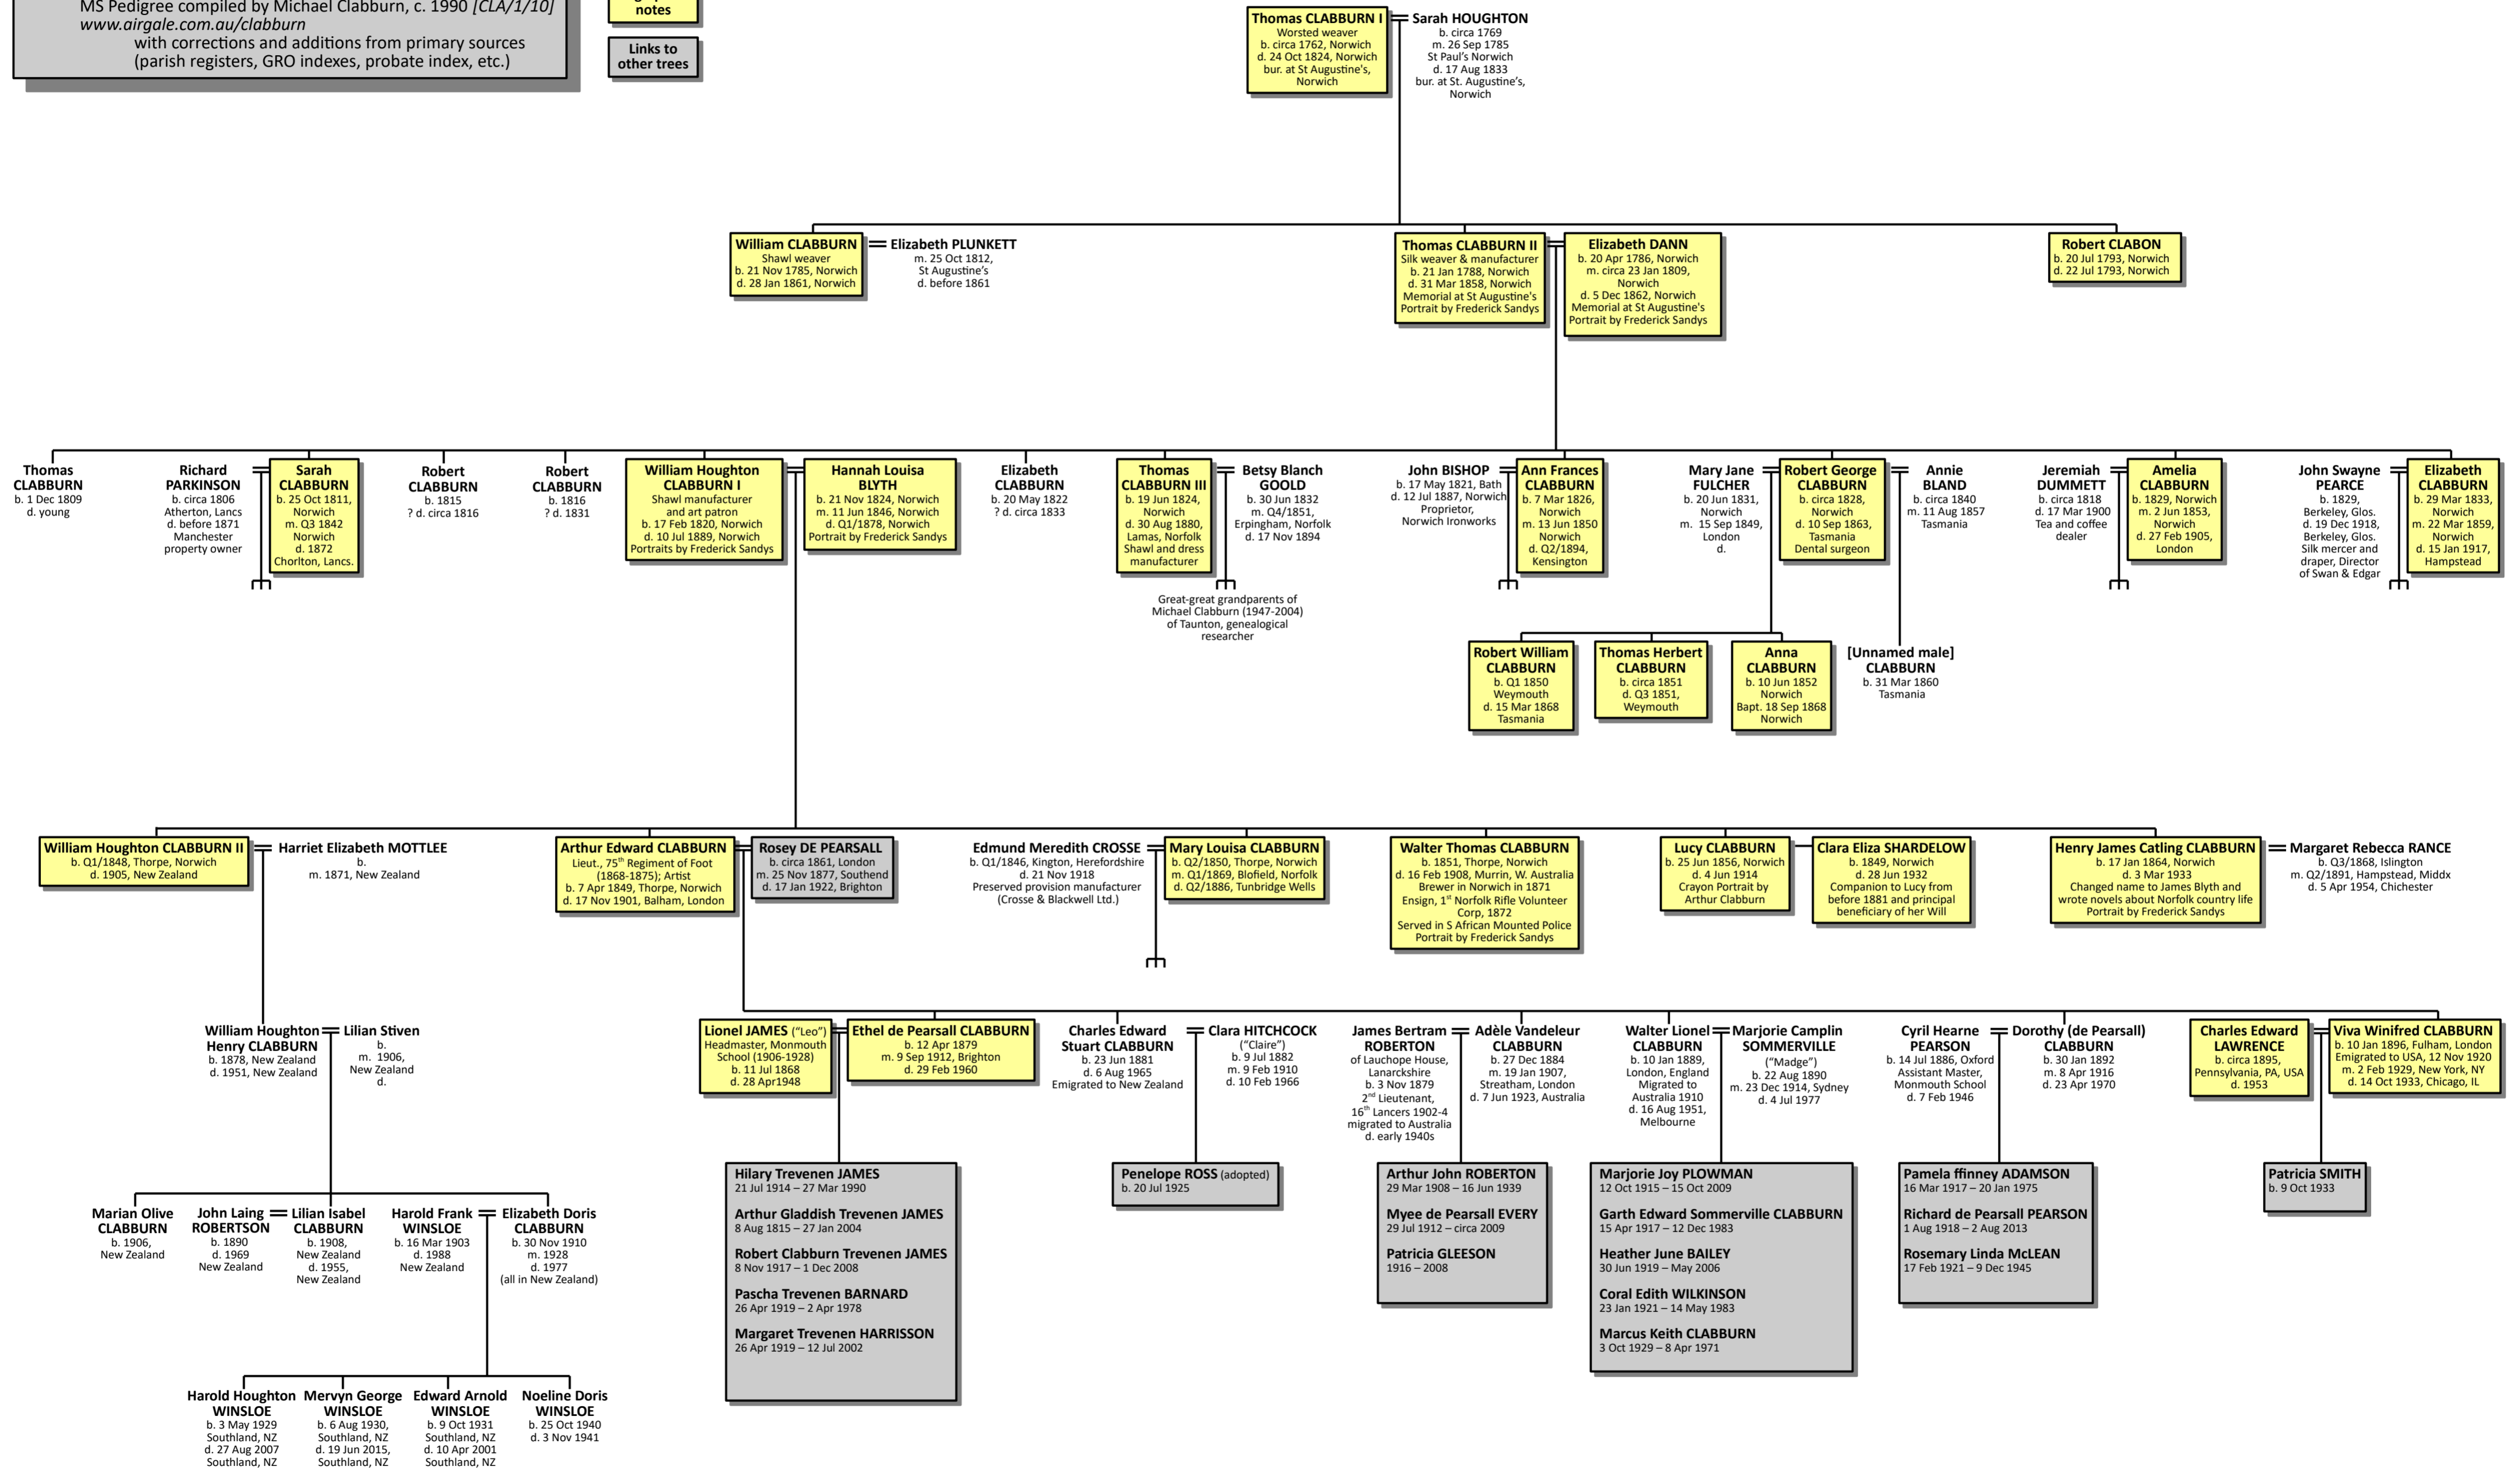 MS Pedigree compiled by Michael Clabburn, c. 1990 [CLA/1/10]
www.airgale.com.au/clabburn
with corrections and additions from primary sources
(parish registers, GRO indexes, probate index, etc.)
notes
Links to
other trees
Thomas CLABBURN I
Worsted weaver
b. circa 1762, Norwich
d. 24 Oct 1824, Norwich
bur. at St Augustine's,
Norwich
Sarah HOUGHTON
b. circa 1769
m. 26 Sep 1785
St Paul's Norwich
d. 17 Aug 1833
bur. at St. Augustine's,
Norwich
William CLABBURN
Shawl weaver
b. 21 Nov 1785, Norwich
d. 28 Jan 1861, Norwich
Elizabeth PLUNKETT
m. 25 Oct 1812,
St Augustine's
d. before 1861
Thomas CLABBURN II
Silk weaver & manufacturer
b. 21 Jan 1788, Norwich
d. 31 Mar 1858, Norwich
Memorial at St Augustine's
Portrait by Frederick Sandys
Elizabeth DANN
b. 20 Apr 1786, Norwich
m. circa 23 Jan 1809,
Norwich
d. 5 Dec 1862, Norwich
Memorial at St Augustine's
Portrait by Frederick Sandys
Robert CLABON
b. 20 Jul 1793, Norwich
d. 22 Jul 1793, Norwich
Thomas
CLABBURN
b. 1 Dec 1809
d. young
Richard
PARKINSON
b. circa 1806
Atherton, Lancs
d. before 1871
Manchester
property owner
Sarah
CLABBURN
b. 25 Oct 1811,
Norwich
m. Q3 1842
Norwich
d. 1872
Chorlton, Lancs.
Robert
CLABBURN
b. 1815
? d. circa 1816
Robert
CLABBURN
b. 1816
? d. 1831
William Houghton
CLABBURN I
Shawl manufacturer
and art patron
b. 17 Feb 1820, Norwich
d. 10 Jul 1889, Norwich
Portraits by Frederick Sandys
Hannah Louisa
BLYTH
b. 21 Nov 1824, Norwich
m. 11 Jun 1846, Norwich
d. Q1/1878, Norwich
Portrait by Frederick Sandys
Elizabeth
CLABBURN
b. 20 May 1822
? d. circa 1833
Thomas
CLABBURN III
b. 19 Jun 1824,
Norwich
d. 30 Aug 1880,
Lamas, Norfolk
Shawl and dress
manufacturer
Betsy Blanch
GOOLD
b. 30 Jun 1832
m. Q4/1851,
Erpingham, Norfolk
d. 17 Nov 1894
Great-great grandparents of
Michael Clabburn (1947-2004)
of Taunton, genealogical
researcher
John BISHOP
b. 17 May 1821, Bath
d. 12 Jul 1887, Norwich
Proprietor,
Norwich Ironworks
Ann Frances
CLABBURN
b. 7 Mar 1826,
Norwich
m. 13 Jun 1850
Norwich
d. Q2/1894,
Kensington
Mary Jane
FULCHER
b. 20 Jun 1831,
Norwich
m. 15 Sep 1849,
London
d.
Robert George
CLABBURN
b. circa 1828,
Norwich
d. 10 Sep 1863,
Tasmania
Dental surgeon
Annie
BLAND
b. circa 1840
m. 11 Aug 1857
Tasmania
Jeremiah
DUMMETT
b. circa 1818
d. 17 Mar 1900
Tea and coffee
dealer
Amelia
CLABBURN
b. 1829, Norwich
m. 2 Jun 1853,
Norwich
d. 27 Feb 1905,
London
John Swayne
PEARCE
b. 1829,
Berkeley, Glos.
d. 19 Dec 1918,
Berkeley, Glos.
Silk mercer and
draper, Director
of Swan & Edgar
Elizabeth
CLABBURN
b. 29 Mar 1833,
Norwich
m. 22 Mar 1859,
Norwich
d. 15 Jan 1917,
Hampstead
Robert William
CLABBURN
b. Q1 1850
Weymouth
d. 15 Mar 1868
Tasmania
Thomas Herbert
CLABBURN
b. circa 1851
d. Q3 1851,
Weymouth
Anna
CLABBURN
b. 10 Jun 1852
Norwich
Bapt. 18 Sep 1868
Norwich
[Unnamed male]
CLABBURN
b. 31 Mar 1860
Tasmania
William Houghton CLABBURN II
b. Q1/1848, Thorpe, Norwich
d. 1905, New Zealand
Harriet Elizabeth MOTTLEE
b.
m. 1871, New Zealand
Arthur Edward CLABBURN
Lieut., 75th Regiment of Foot
(1868-1875); Artist
b. 7 Apr 1849, Thorpe, Norwich
d. 17 Nov 1901, Balham, London
Rosey DE PEARSALL
b. circa 1861, London
m. 25 Nov 1877, Southend
d. 17 Jan 1922, Brighton
Edmund Meredith CROSSE
b. Q1/1846, Kington, Herefordshire
d. 21 Nov 1918
Preserved provision manufacturer
(Crosse & Blackwell Ltd.)
Mary Louisa CLABBURN
b. Q2/1850, Thorpe, Norwich
m. Q1/1869, Blofield, Norfolk
d. Q2/1886, Tunbridge Wells
Walter Thomas CLABBURN
b. 1851, Thorpe, Norwich
d. 16 Feb 1908, Murrin, W. Australia
Brewer in Norwich in 1871
Ensign, 1st Norfolk Rifle Volunteer
Corp, 1872
Served in S African Mounted Police
Portrait by Frederick Sandys
Lucy CLABBURN
b. 25 Jun 1856, Norwich
d. 4 Jun 1914
Crayon Portrait by
Arthur Clabburn
Clara Eliza SHARDELOW
b. 1849, Norwich
d. 28 Jun 1932
Companion to Lucy from
before 1881 and principal
beneficiary of her Will
Henry James Catling CLABBURN
b. 17 Jan 1864, Norwich
d. 3 Mar 1933
Changed name to James Blyth and
wrote novels about Norfolk country life
Portrait by Frederick Sandys
Margaret Rebecca RANCE
b. Q3/1868, Islington
m. Q2/1891, Hampstead, Middx
d. 5 Apr 1954, Chichester
William Houghton
Henry CLABBURN
b. 1878, New Zealand
d. 1951, New Zealand
Lilian Stiven
b.
m. 1906,
New Zealand
d.
Lionel JAMES ("Leo")
Headmaster, Monmouth
School (1906-1928)
b. 11 Jul 1868
d. 28 Apr1948
Ethel de Pearsall CLABBURN
b. 12 Apr 1879
m. 9 Sep 1912, Brighton
d. 29 Feb 1960
Charles Edward
Stuart CLABBURN
b. 23 Jun 1881
d. 6 Aug 1965
Emigrated to New Zealand
Clara HITCHCOCK
("Claire")
b. 9 Jul 1882
m. 9 Feb 1910
d. 10 Feb 1966
James Bertram
ROBERTON
of Lauchope House,
Lanarckshire
b. 3 Nov 1879
2nd Lieutenant,
16th Lancers 1902-4
migrated to Australia
d. early 1940s
Adèle Vandeleur
CLABBURN
b. 27 Dec 1884
m. 19 Jan 1907,
Streatham, London
d. 7 Jun 1923, Australia
Walter Lionel
CLABBURN
b. 10 Jan 1889,
London, England
Migrated to
Australia 1910
d. 16 Aug 1951,
Melbourne
Marjorie Camplin
SOMMERVILLE
("Madge")
b. 22 Aug 1890
m. 23 Dec 1914, Sydney
d. 4 Jul 1977
Cyril Hearne
PEARSON
b. 14 Jul 1886, Oxford
Assistant Master,
Monmouth School
d. 7 Feb 1946
Dorothy (de Pearsall)
CLABBURN
b. 30 Jan 1892
m. 8 Apr 1916
d. 23 Apr 1970
Charles Edward
LAWRENCE
b. circa 1895,
Pennsylvania, PA, USA
d. 1953
Viva Winifred CLABBURN
b. 10 Jan 1896, Fulham, London
Emigrated to USA, 12 Nov 1920
m. 2 Feb 1929, New York, NY
d. 14 Oct 1933, Chicago, IL
Hilary Trevenen JAMES
21 Jul 1914 – 27 Mar 1990
Arthur Gladdish Trevenen JAMES
8 Aug 1815 – 27 Jan 2004
Robert Clabburn Trevenen JAMES
8 Nov 1917 – 1 Dec 2008
Pascha Trevenen BARNARD
26 Apr 1919 – 2 Apr 1978
Margaret Trevenen HARRISSON
26 Apr 1919 – 12 Jul 2002
Penelope ROSS (adopted)
b. 20 Jul 1925
Arthur John ROBERTON
29 Mar 1908 – 16 Jun 1939
Myee de Pearsall EVERY
29 Jul 1912 – circa 2009
Patricia GLEESON
1916 – 2008
Marjorie Joy PLOWMAN
12 Oct 1915 – 15 Oct 2009
Garth Edward Sommerville CLABBURN
15 Apr 1917 – 12 Dec 1983
Heather June BAILEY
30 Jun 1919 – May 2006
Coral Edith WILKINSON
23 Jan 1921 – 14 May 1983
Marcus Keith CLABBURN
3 Oct 1929 – 8 Apr 1971
Pamela ffinney ADAMSON
16 Mar 1917 – 20 Jan 1975
Richard de Pearsall PEARSON
1 Aug 1918 – 2 Aug 2013
Rosemary Linda McLEAN
17 Feb 1921 – 9 Dec 1945
Patricia SMITH
b. 9 Oct 1933
Marian Olive
CLABBURN
b. 1906,
New Zealand
John Laing
ROBERTSON
b. 1890
d. 1969
New Zealand
Lilian Isabel
CLABBURN
b. 1908,
New Zealand
d. 1955,
New Zealand
Harold Frank
WINSLOE
b. 16 Mar 1903
d. 1988
New Zealand
Elizabeth Doris
CLABBURN
b. 30 Nov 1910
m. 1928
d. 1977
(all in New Zealand)
Harold Houghton
WINSLOE
b. 3 May 1929
Southland, NZ
d. 27 Aug 2007
Southland, NZ
Mervyn George
WINSLOE
b. 6 Aug 1930,
Southland, NZ
d. 19 Jun 2015,
Southland, NZ
Edward Arnold
WINSLOE
b. 9 Oct 1931
Southland, NZ
d. 10 Apr 2001
Southland, NZ
Noeline Doris
WINSLOE
b. 25 Oct 1940
d. 3 Nov 1941